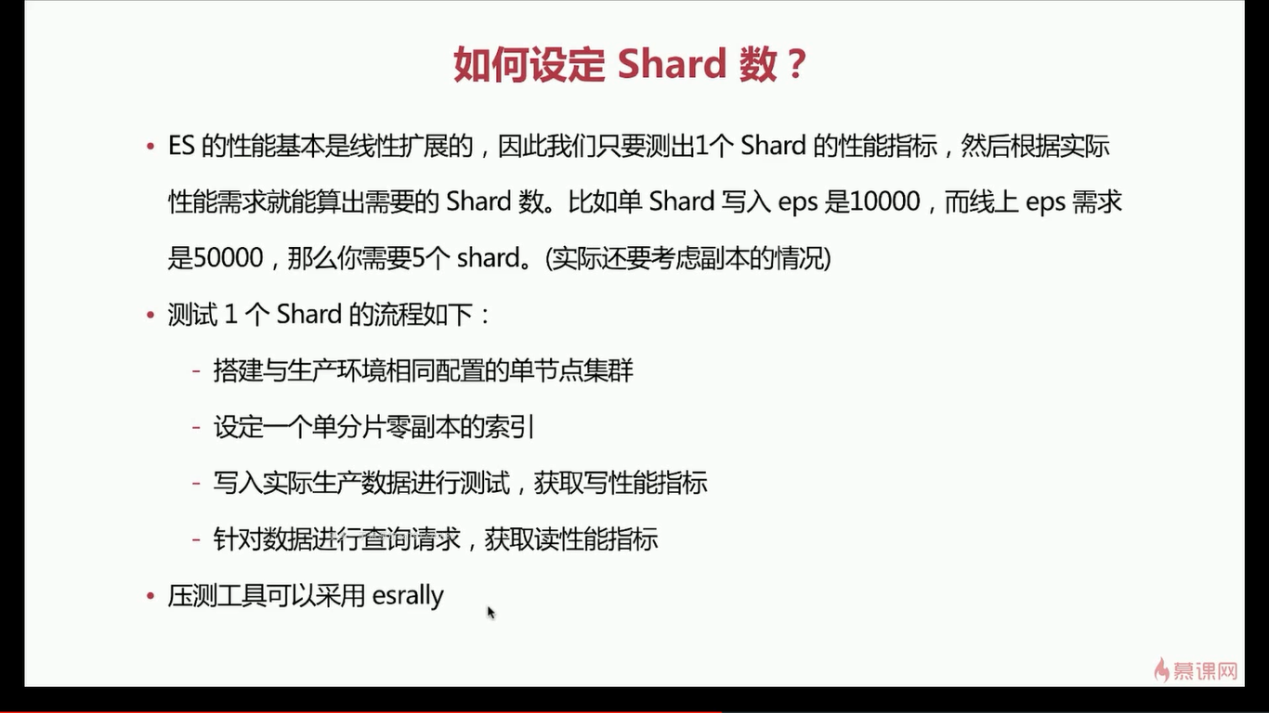 如何设定 Shard 数？
• ES 的性能基本是线性扩展的，因此我们只要测出1个 Shard 的性能指标，然后根据实际
性能需求就能算出需要的 Shard 数。比如单 Shard 写入 eps 是10000，而线上 eps 需求
是50000，那么你需要5个 shard。(实际还要考虑副本的情况)
• 测试 1 个 Shard 的流程如下：
- 搭建与生产环境相同配置的单节点集群
- 设定一个单分片零副本的索引
- 写入实际生产数据进行测试，获取写性能指标
- 针对数据进行查询请求，获取读性能指标
• 压测工具可以采用 esrally
慕课网